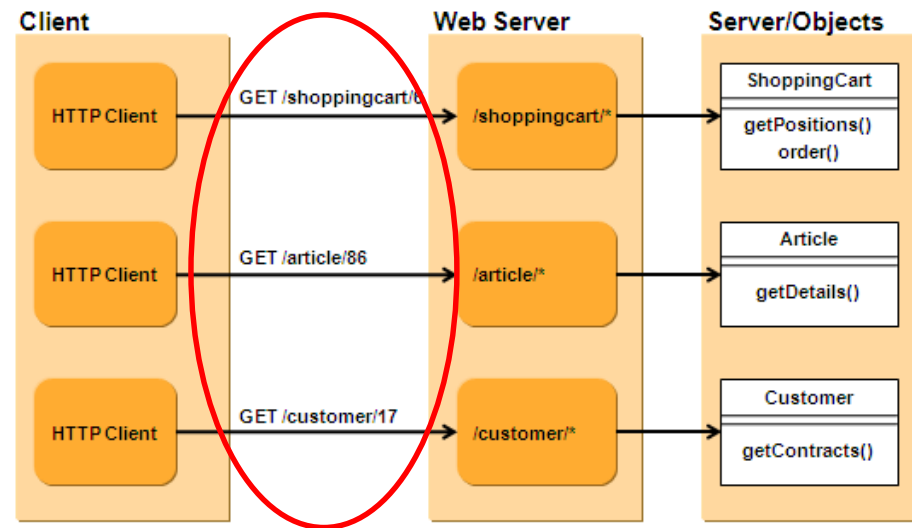 Client
Web Server
Server/Objects
HTTP Client
GET /shoppingcart/6
/shoppingcart/*
ShoppingCart
getPositions()
order()
HTTP Client
GET /article/86
/article/*
Article
getDetails()
HTTP Client
GET /customer/17
/customer/*
Customer
getContracts()